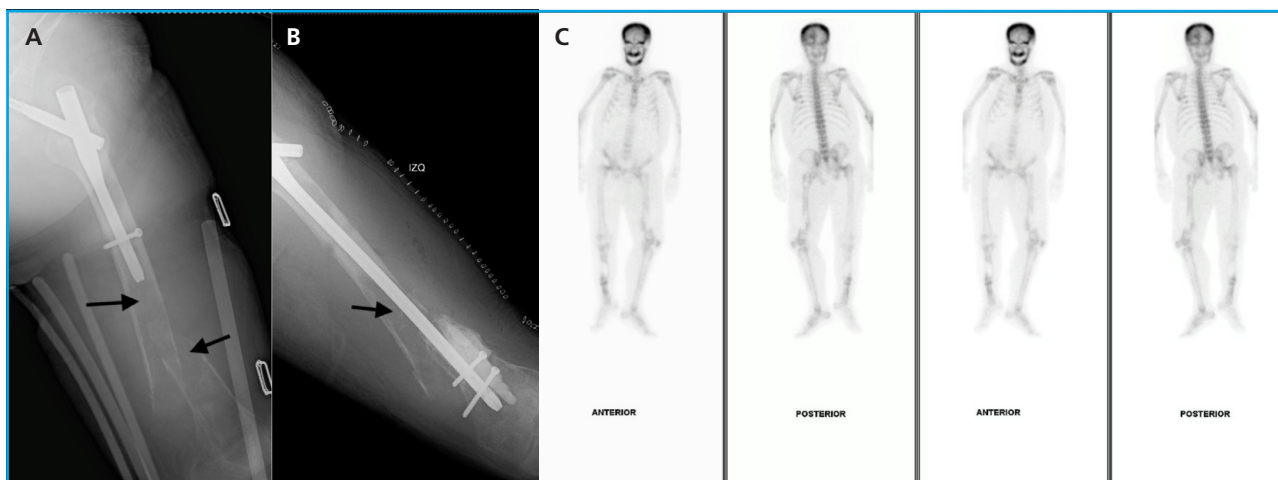 A
B
C
IZQ
ANTERIOR
POSTERIOR
ANTERIOR
POSTERIOR